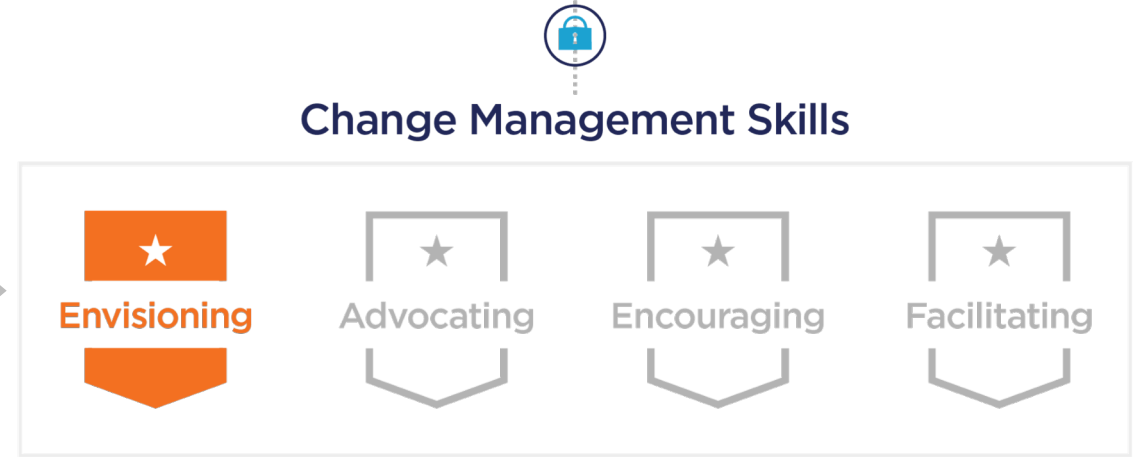 Change Management Skills
Envisioning
Advocating
Encouraging
Facilitating